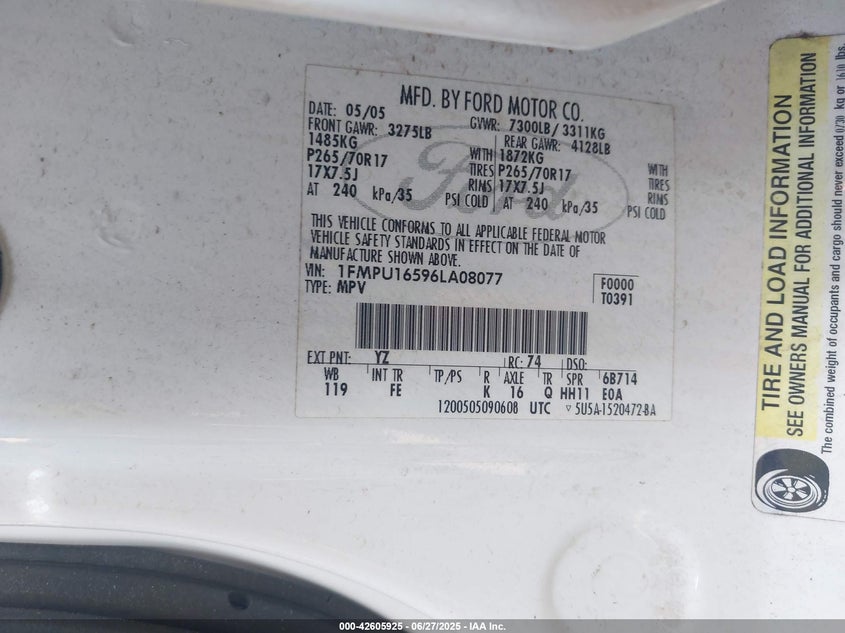 MFD. BY FORD MOTOR CO.
DATE: 05/05 GVWR: 7300LB / 3311KG
FRONT GAWR: 3275LB REAR GAWR: 4128LB
1485KG WITH 1872KG WITH
P265/70R17 TIRES P265/70R17 TIRES
17X7.5J RIMS 17X7.5J RIMS
AT 240 kPa/35 PSI COLD AT 240 kPa/35 PSI COLD
Ford
THIS VEHICLE CONFORMS TO ALL APPLICABLE FEDERAL MOTOR
VEHICLE SAFETY STANDARDS IN EFFECT ON THE DATE OF
MANUFACTURE SHOWN ABOVE.
VIN: 1FMPU16596LA08077
TYPE: MPV
F0000
T0391
EXT PNT: YZ RC: 74 DSO:
WB INT TR TP/PS R AXLE TR SPR 6B714
119 FE K 16 Q HH11 E0A
1200505090608 UTC ▽ 5U5A-1520472-BA
TIRE AND LOAD INFORMATION
SEE OWNERS MANUAL FOR ADDITIONAL INFORMATION
The combined weight of occupants and cargo should never exceed kg or lbs.
000-42605925 - 06/27/2025 - IAA Inc.